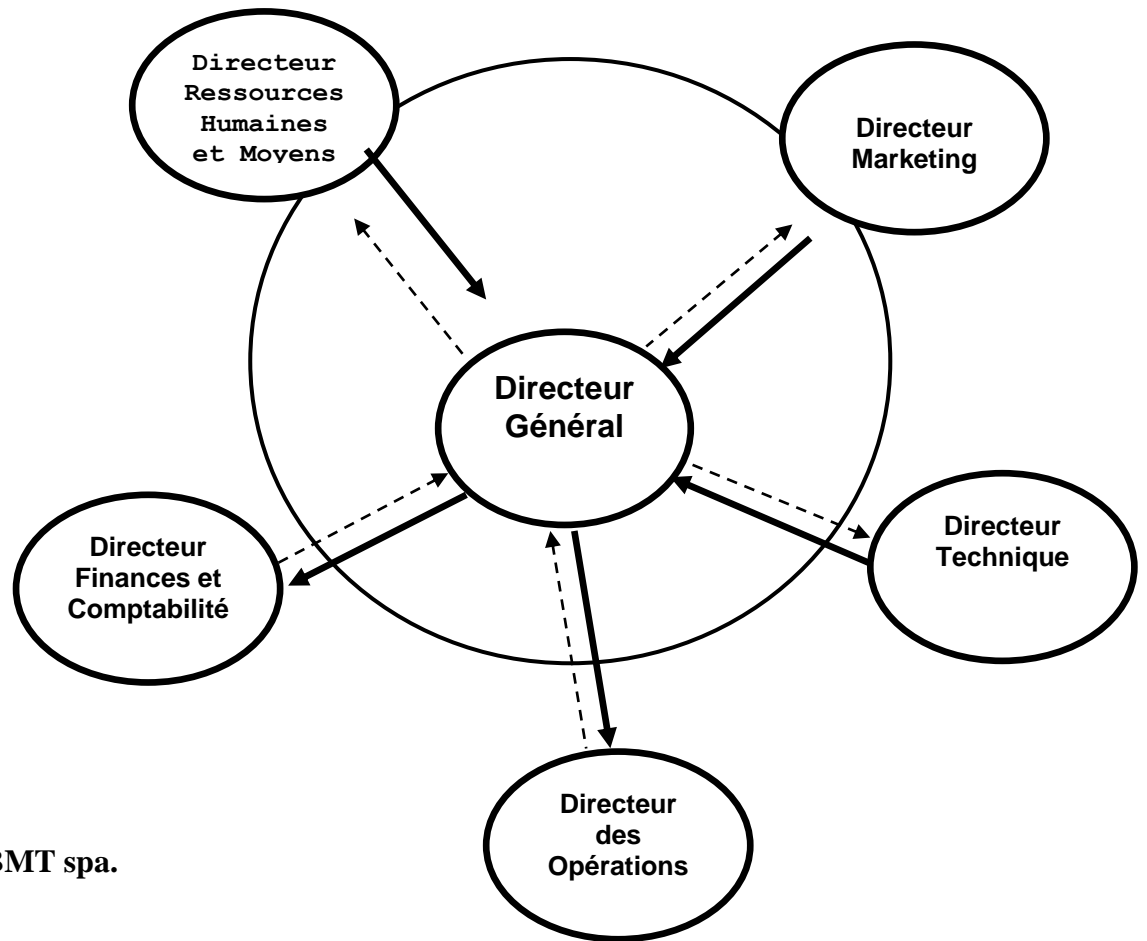 Directeur
Ressources
Humaines
et Moyens
Directeur
Marketing
Directeur
Général
Directeur
Technique
Directeur
Finances et
Comptabilité
Directeur
des
Opérations
spa.